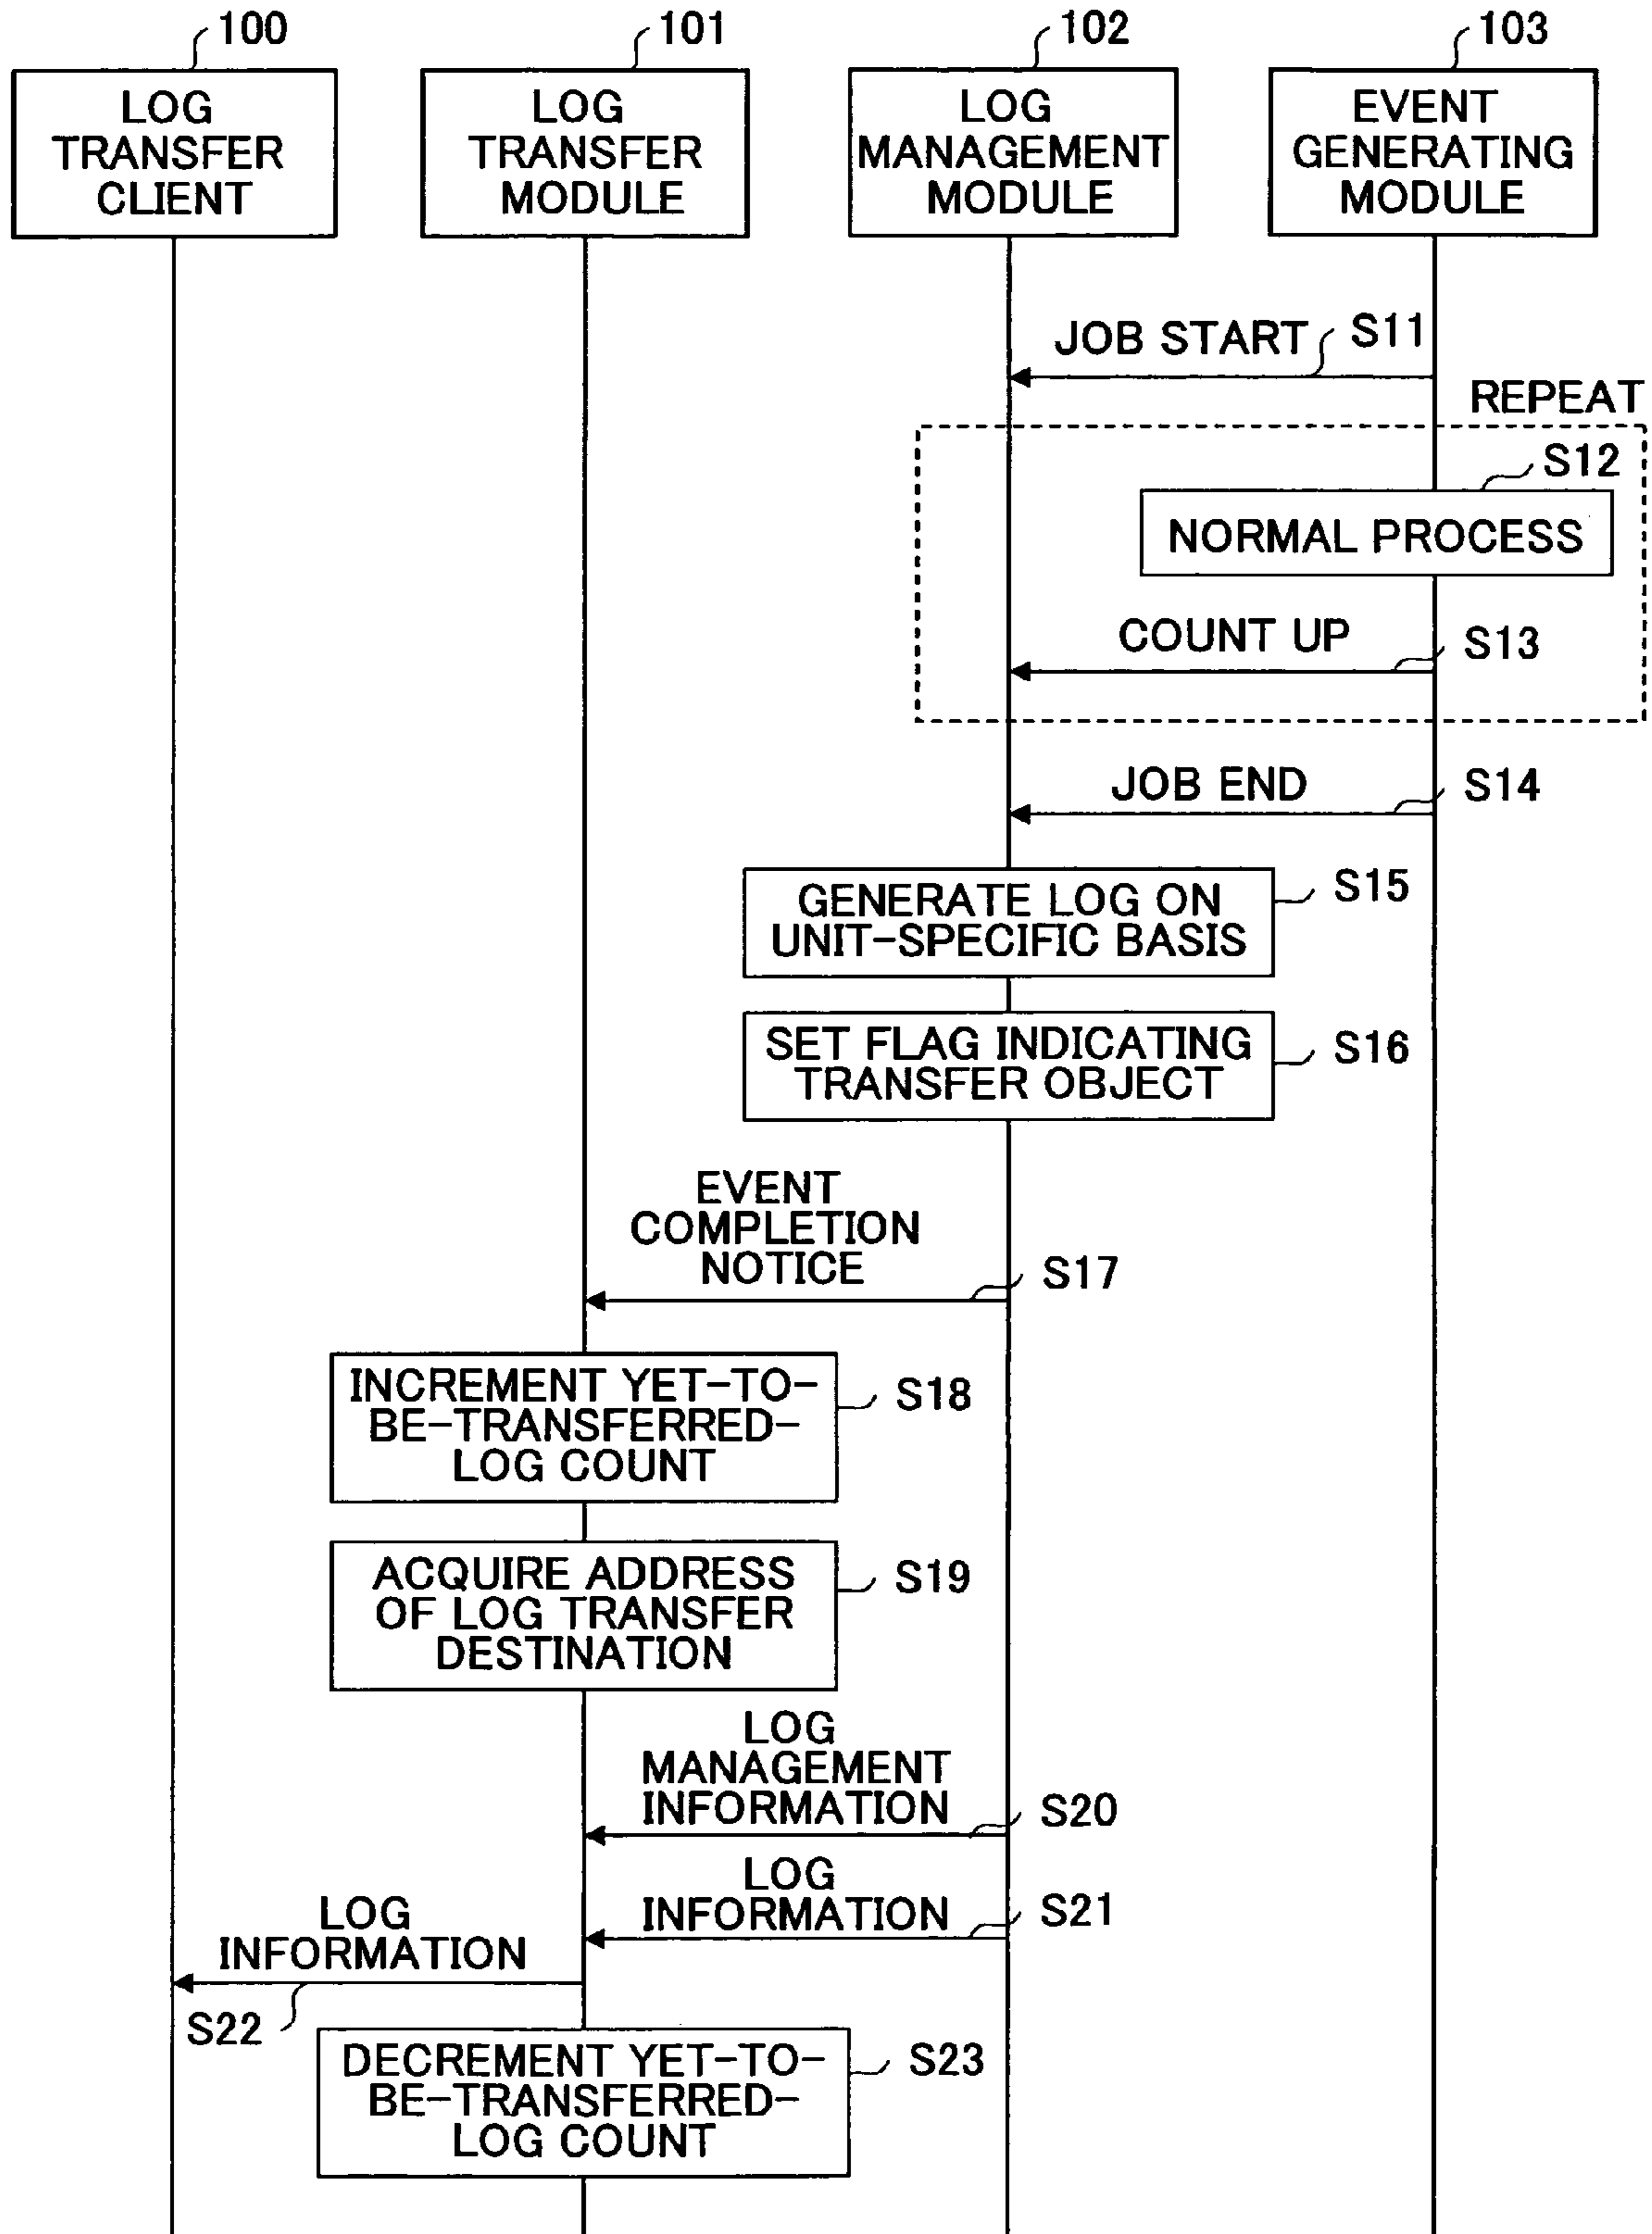 100
101
102
103
LOG
TRANSFER
CLIENT
LOG
TRANSFER
MODULE
LOG
MANAGEMENT
MODULE
EVENT
GENERATING
MODULE
JOB START
S11
REPEAT
S12
NORMAL PROCESS
COUNT UP
S13
JOB END
S14
GENERATE LOG ON
UNIT-SPECIFIC BASIS
S15
SET FLAG INDICATING
TRANSFER OBJECT
S16
EVENT
COMPLETION
NOTICE
S17
INCREMENT YET-TO-
BE-TRANSFERRED-
LOG COUNT
S18
ACQUIRE ADDRESS
OF LOG TRANSFER
DESTINATION
S19
LOG
MANAGEMENT
INFORMATION
S20
LOG
INFORMATION
S21
LOG
INFORMATION
S22
DECREMENT YET-TO-
BE-TRANSFERRED-
LOG COUNT
S23